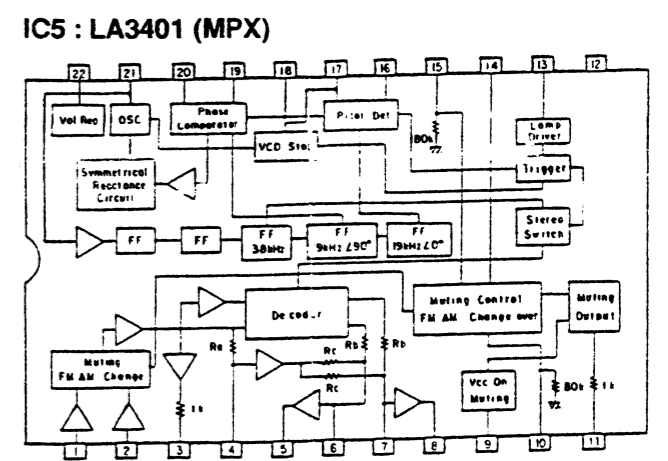 IC5 : LA3401 (MPX)
22 21 20 19 18 17 16 15 14 13 12
Vol Reg
OSC
Phase
Comparator
Pilot Det
80k
Lamp
Driver
VCO Stop
Symmetrical
Reactance
Circuit
Trigger
Stereo
Switch
FF
FF
FF
38kHz
FF
9kHz∠90°
FF
19kHz∠0°
Decoder
Muting Control
FM AM Change over
Muting
Output
Muting
FM AM Change
Ra
Rb
Rb
Rc
Rc
1k
Vcc On
Muting
80k
1k
1 2 3 4 5 6 7 8 9 10 11